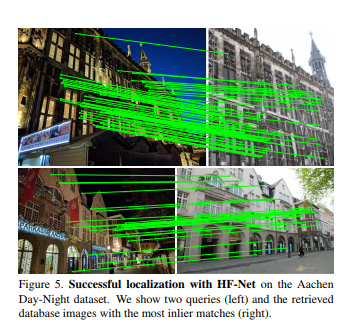 Figure 5. Successful localization with HF-Net on the Aachen
Day-Night dataset. We show two queries (left) and the retrieved
database images with the most inlier matches (right).